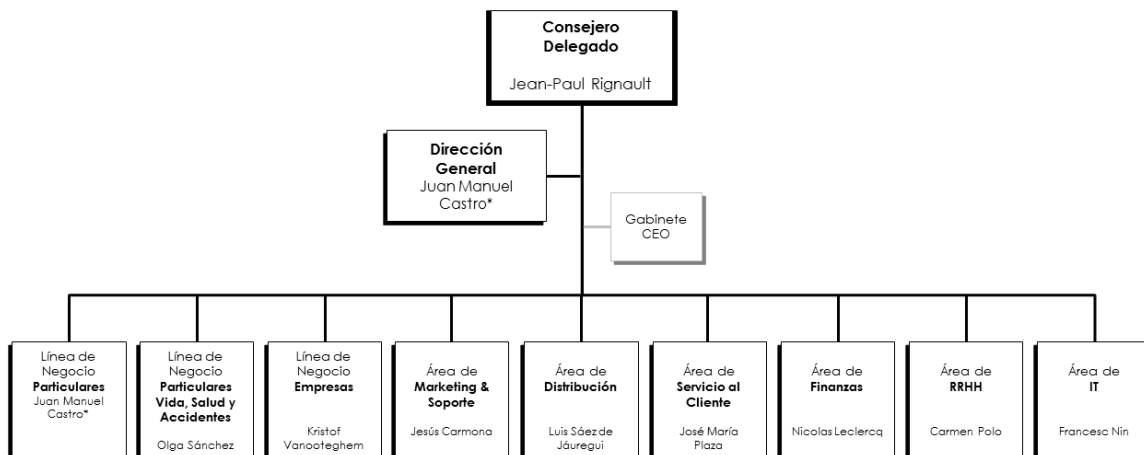 Consejero
Delegado
Jean-Paul Rignault
Dirección
General
Juan Manuel
Castro*
Gabinete
CEO
Línea de
Negocio
Particulares
Juan Manuel
Castro*
Línea de
Negocio
Particulares
Vida, Salud y
Accidentes
Olga Sánchez
Línea de
Negocio
Empresas
Kristof
Vanooteghem
Área de
Marketing &
Soporte
Jesús Carmona
Área de
Distribución
Luis Sáez de
Jáuregui
Área de
Servicio al
Cliente
José María
Plaza
Área de
Finanzas
Nicolas Leclercq
Área de
RRHH
Carmen Polo
Área de
IT
Francesc Nin